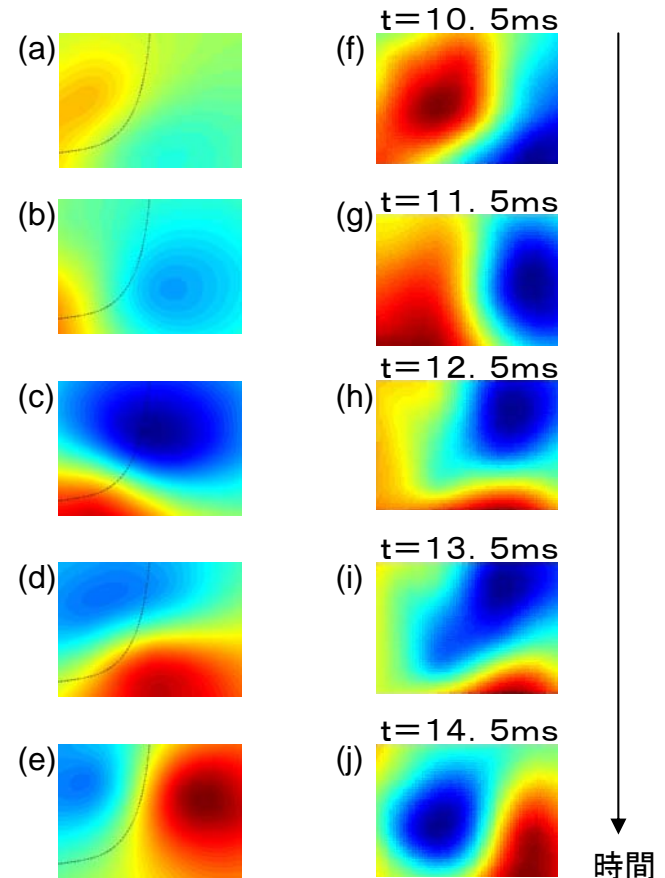 t=10. 5ms
(a)
(f)
t=11. 5ms
(b)
(g)
t=12. 5ms
(c)
(h)
t=13. 5ms
(d)
(i)
t=14. 5ms
(e)
(j)
時間